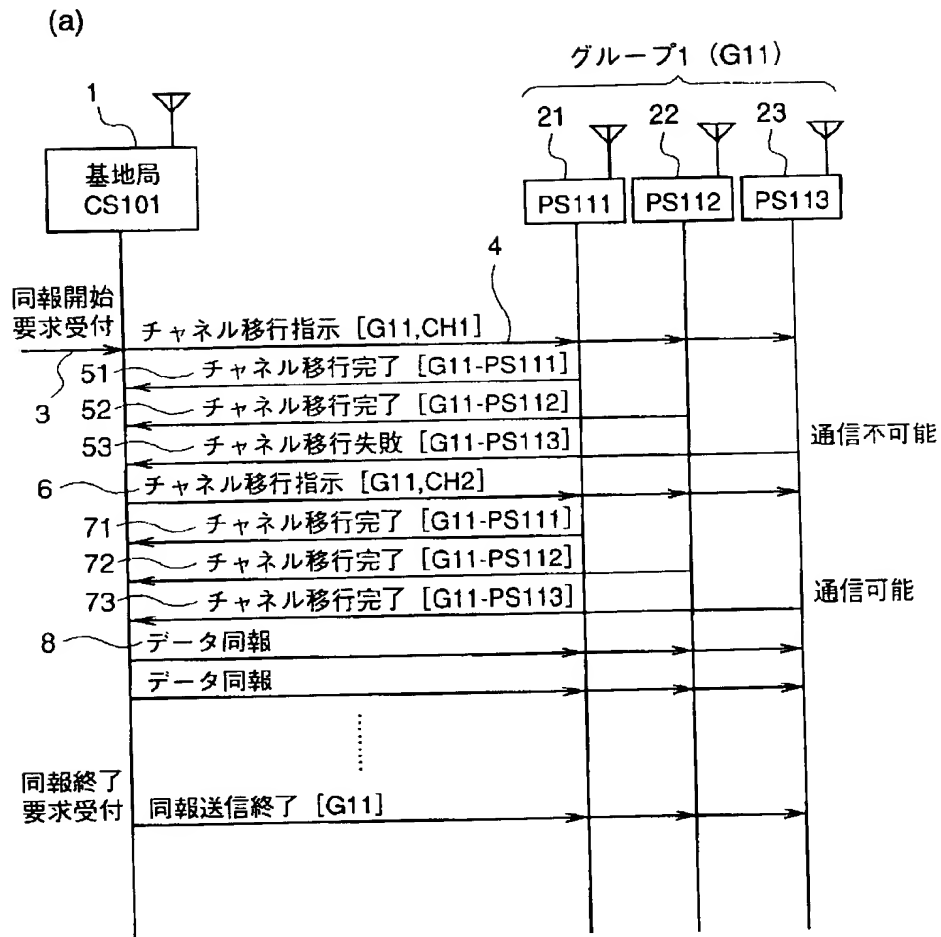 (a)
グループ1 (G11)
1
21
22
23
基地局
CS101
PS111
PS112
PS113
4
同報開始
要求受付
チャネル移行指示 [G11,CH1]
3
51
チャネル移行完了 [G11-PS111]
52
チャネル移行完了 [G11-PS112]
53
チャネル移行失敗 [G11-PS113]
通信不可能
6
チャネル移行指示 [G11,CH2]
71
チャネル移行完了 [G11-PS111]
72
チャネル移行完了 [G11-PS112]
73
チャネル移行完了 [G11-PS113]
通信可能
8
データ同報
データ同報
同報終了
要求受付
同報送信終了 [G11]